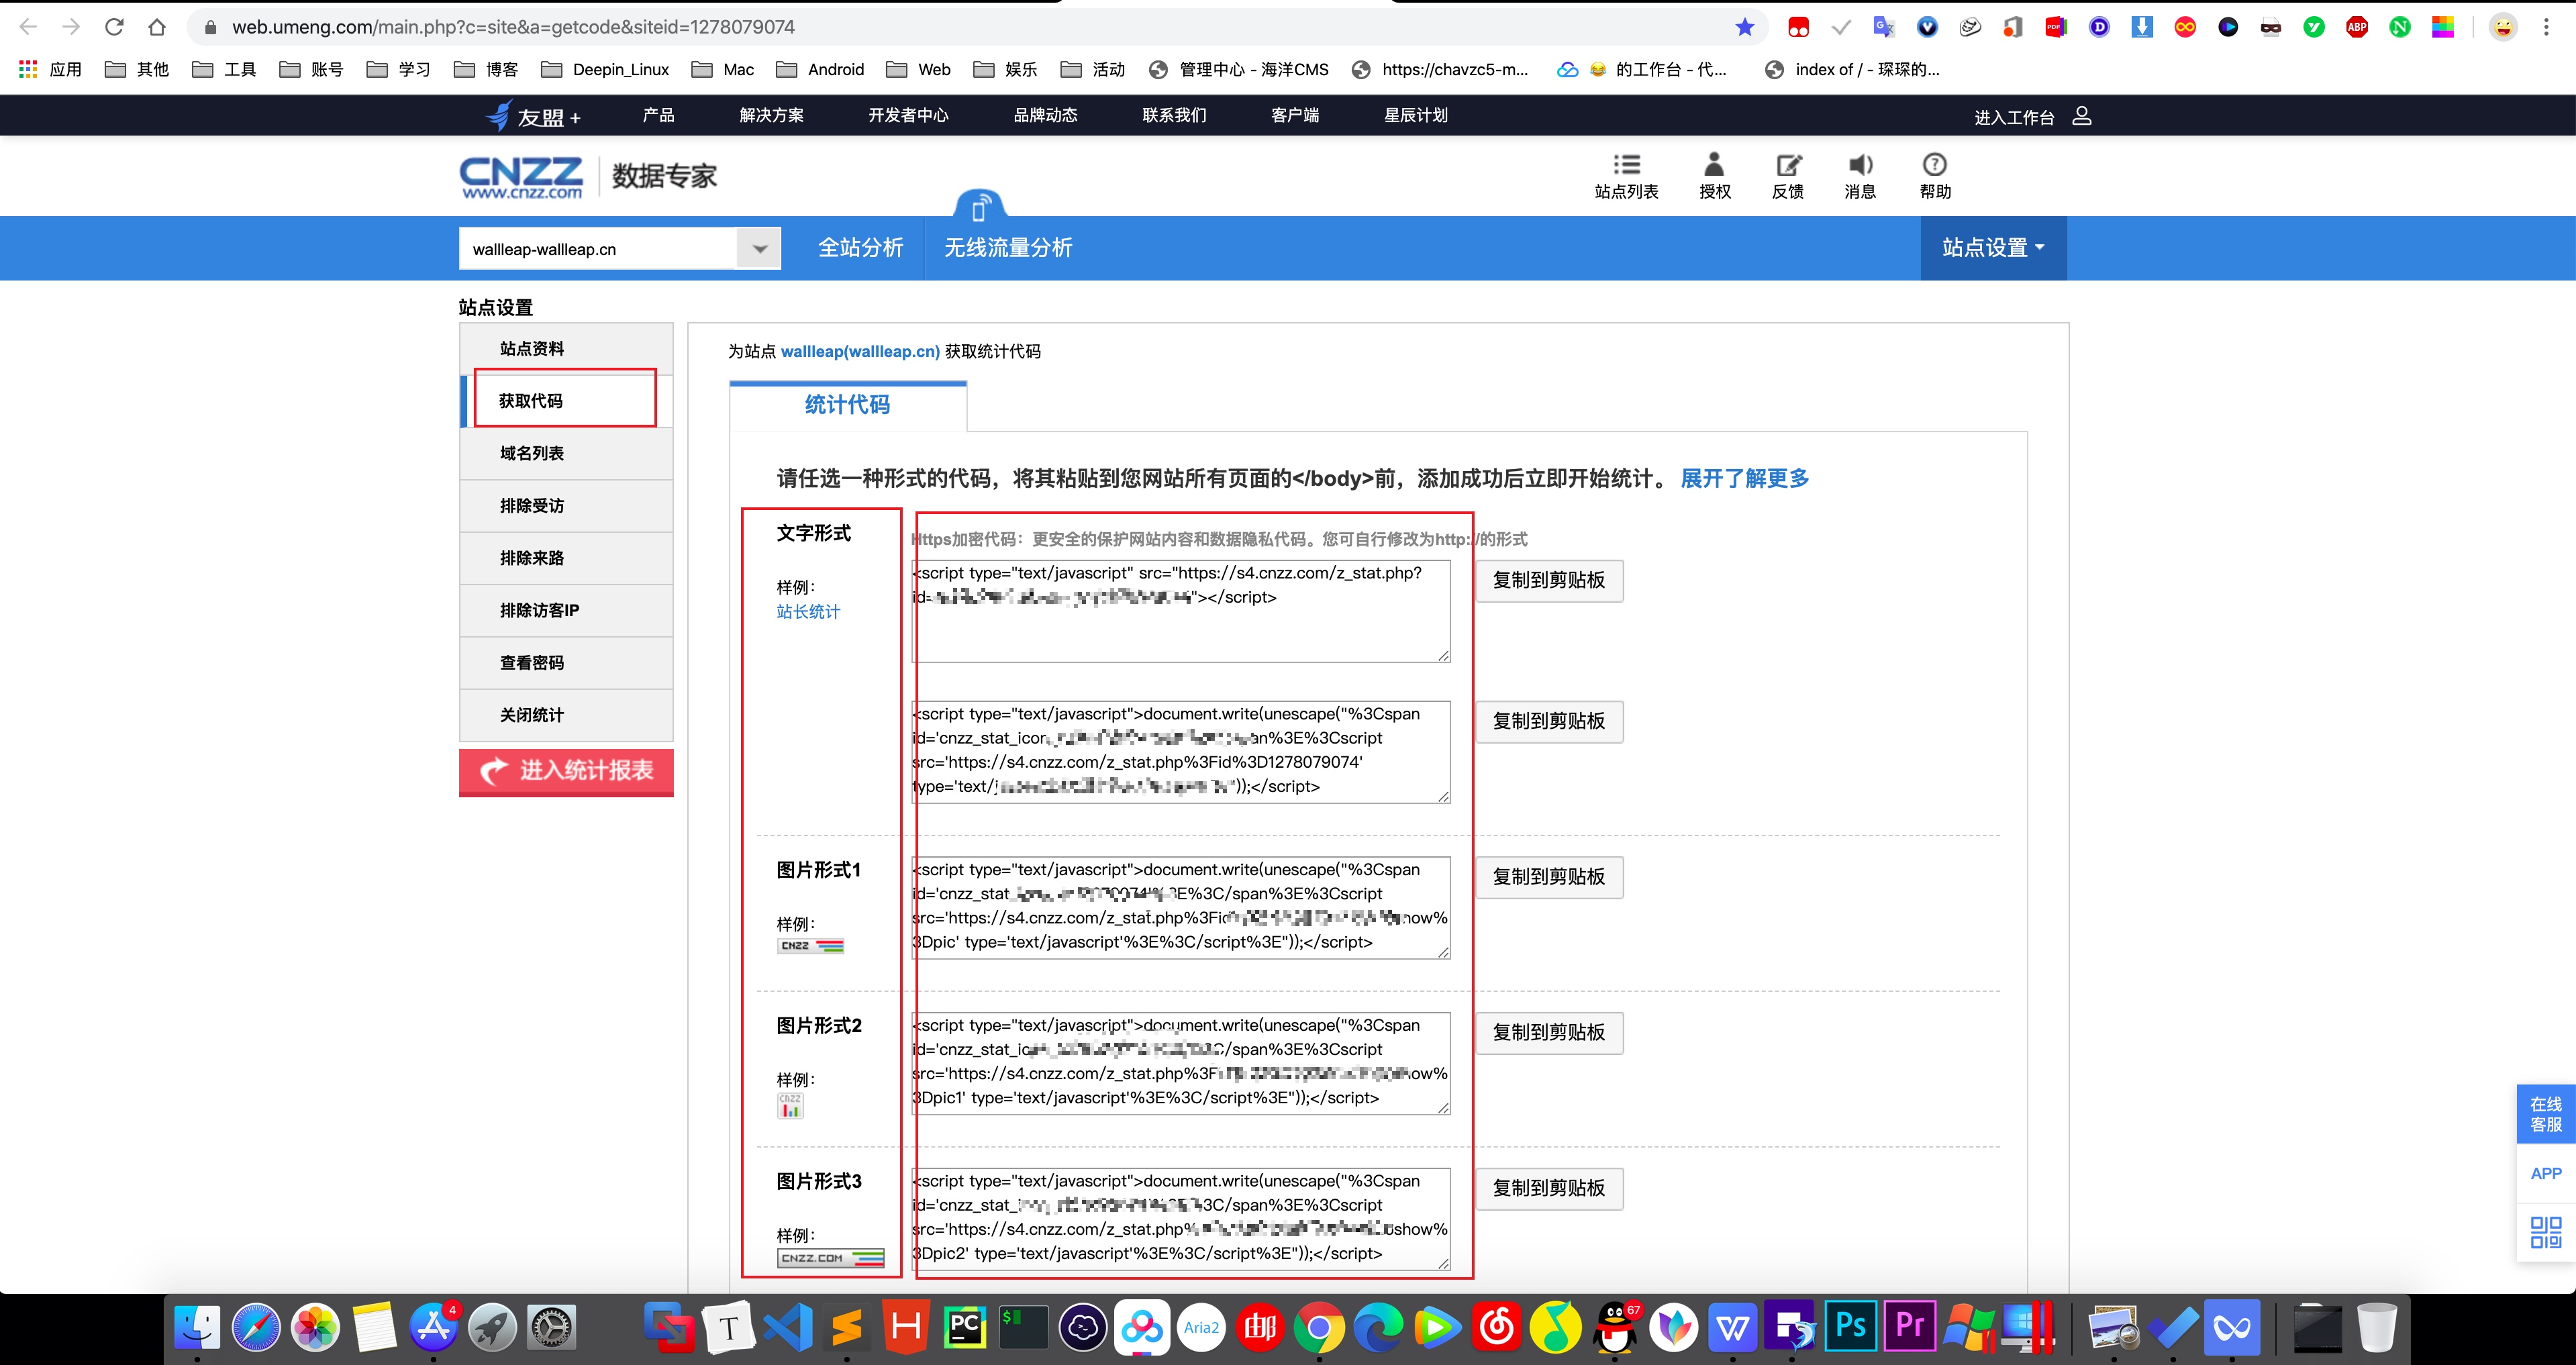 web.umeng.com/main.php?c=site&a=getcode&siteid=1278079074
应用 其他 工具 账号 学习 博客 Deepin_Linux Mac Android Web 娱乐 活动 管理中心 - 海洋CMS https://chavzc5-m... 的工作台 - 代... index of / - 琛琛的...
友盟+ 产品 解决方案 开发者中心 品牌动态 联系我们 客户端 星辰计划 进入工作台
CNZZ 数据专家
www.cnzz.com
站点列表 授权 反馈 消息 帮助
wallleap-wallleap.cn 全站分析 无线流量分析 站点设置
站点设置
站点资料
获取代码
域名列表
排除受访
排除来路
排除访客IP
查看密码
关闭统计
进入统计报表
为站点 wallleap(wallleap.cn) 获取统计代码
统计代码
请任选一种形式的代码，将其粘贴到您网站所有页面的</body>前，添加成功后立即开始统计。 展开了解更多
文字形式
样例：
站长统计
Https加密代码：更安全的保护网站内容和数据隐私代码。您可自行修改为http://的形式
<script type="text/javascript" src="https://s4.cnzz.com/z_stat.php?
id= "></script>
复制到剪贴板
<script type="text/javascript">document.write(unescape("%3Cspan
id='cnzz_stat_icon an%3E%3Cscript
src='https://s4.cnzz.com/z_stat.php%3Fid%3D1278079074'
type='text/j "));</script>
复制到剪贴板
图片形式1
样例：
CNZZ
<script type="text/javascript">document.write(unescape("%3Cspan
id='cnzz_stat_ E%3C/span%3E%3Cscript
src='https://s4.cnzz.com/z_stat.php%3Fi how%
3Dpic' type='text/javascript'%3E%3C/script%3E"));</script>
复制到剪贴板
图片形式2
样例：
CNZZ
<script type="text/javascript">document.write(unescape("%3Cspan
id='cnzz_stat_ic C/span%3E%3Cscript
src='https://s4.cnzz.com/z_stat.php%3F ow%
3Dpic1' type='text/javascript'%3E%3C/script%3E"));</script>
复制到剪贴板
图片形式3
样例：
CNZZ.COM
<script type="text/javascript">document.write(unescape("%3Cspan
id='cnzz_stat_ 3C/span%3E%3Cscript
src='https://s4.cnzz.com/z_stat.php% show%
3Dpic2' type='text/javascript'%3E%3C/script%3E"));</script>
复制到剪贴板
在线
客服
APP
4 T H PC $ Aria2 邮 67 W Ps Pr